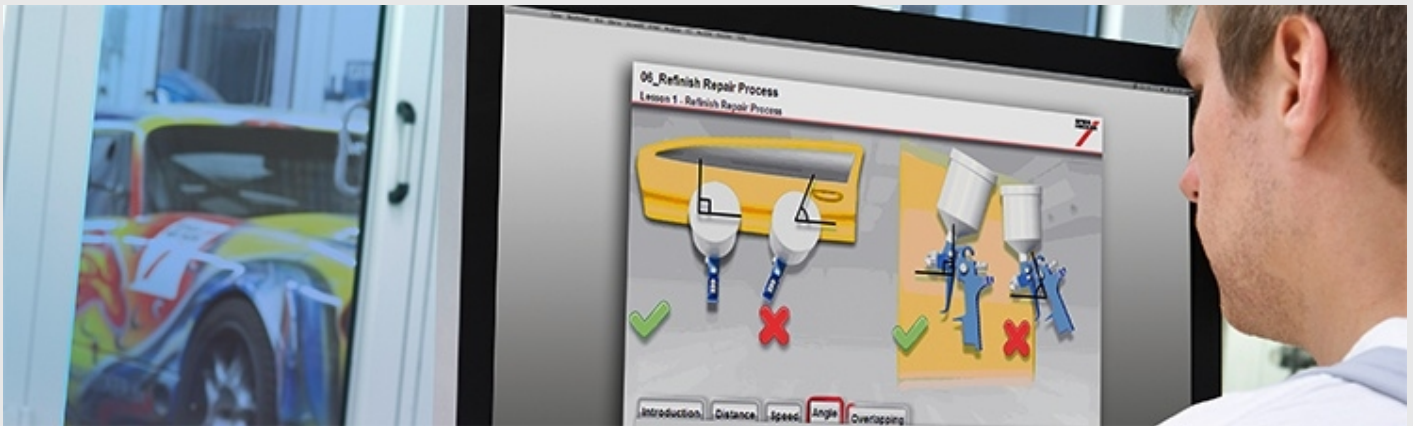 06_Refinish Repair Process
Lesson 1 - Refinish Repair Process
Introduction Distance Speed Angle Overlapping